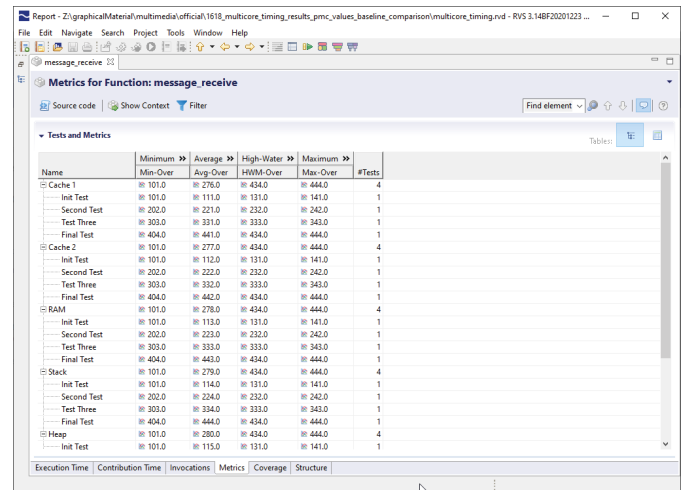 Report - Z:\graphicalMaterial\multimedia\official\1618_multicore_timing_results_pmc_values_baseline_comparison\multicore_timing.rvd - RVS 3.14BF20201223 ...
File Edit Navigate Search Project Tools Window Help
message_receive
Metrics for Function: message_receive
Source code Show Context Filter Find element
Tests and Metrics
Tables:
Minimum » Average » High-Water » Maximum »
Name Min-Over Avg-Over HWM-Over Max-Over #Tests
Cache 1 101.0 276.0 434.0 444.0 4
Init Test 101.0 111.0 131.0 141.0 1
Second Test 202.0 221.0 232.0 242.0 1
Test Three 303.0 331.0 333.0 343.0 1
Final Test 404.0 441.0 434.0 444.0 1
Cache 2 101.0 277.0 434.0 444.0 4
Init Test 101.0 112.0 131.0 141.0 1
Second Test 202.0 222.0 232.0 242.0 1
Test Three 303.0 332.0 333.0 343.0 1
Final Test 404.0 442.0 434.0 444.0 1
RAM 101.0 278.0 434.0 444.0 4
Init Test 101.0 113.0 131.0 141.0 1
Second Test 202.0 223.0 232.0 242.0 1
Test Three 303.0 333.0 333.0 343.0 1
Final Test 404.0 443.0 434.0 444.0 1
Stack 101.0 279.0 434.0 444.0 4
Init Test 101.0 114.0 131.0 141.0 1
Second Test 202.0 224.0 232.0 242.0 1
Test Three 303.0 334.0 333.0 343.0 1
Final Test 404.0 444.0 434.0 444.0 1
Heap 101.0 280.0 434.0 444.0 4
Init Test 101.0 115.0 131.0 141.0 1
Execution Time Contribution Time Invocations Metrics Coverage Structure